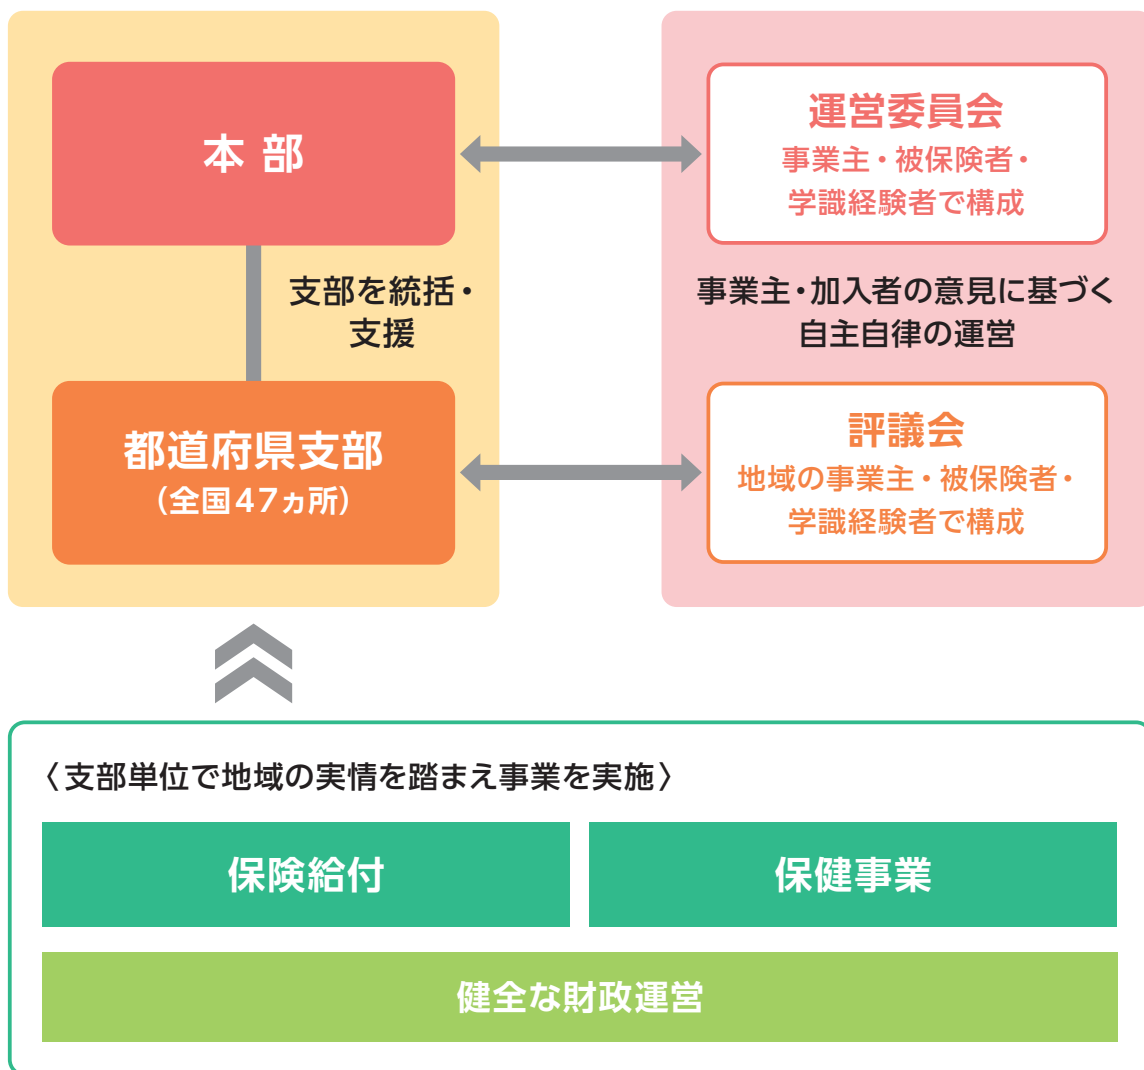 本部
運営委員会
事業主・被保険者・
学識経験者で構成
支部を統括・
支援
事業主・加入者の意見に基づく
自主自律の運営
都道府県支部
（全国47ヵ所）
評議会
地域の事業主・被保険者・
学識経験者で構成
〈支部単位で地域の実情を踏まえ事業を実施〉
保険給付
保健事業
健全な財政運営